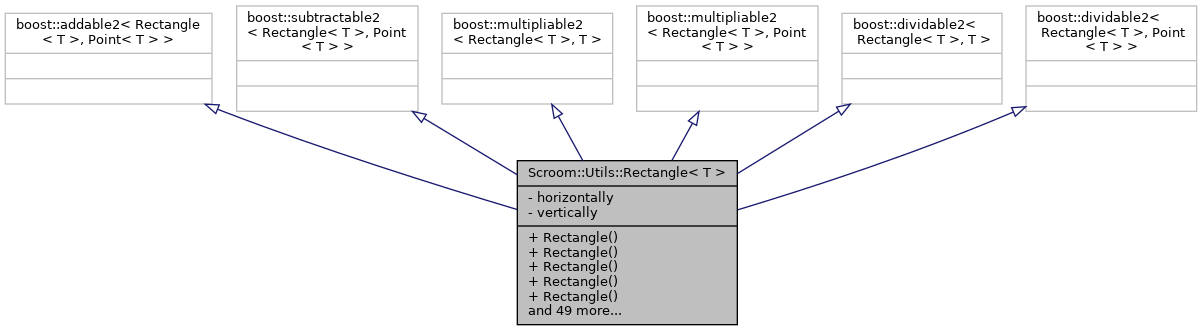 boost::addable2< Rectangle
< T >, Point< T > >
boost::subtractable2
< Rectangle< T >, Point
< T > >
boost::multipliable2
< Rectangle< T >, T >
boost::multipliable2
< Rectangle< T >, Point
< T > >
boost::dividable2<
Rectangle< T >, T >
boost::dividable2<
Rectangle< T >, Point
< T > >
Scroom::Utils::Rectangle< T >
- horizontally
- vertically
+ Rectangle()
+ Rectangle()
+ Rectangle()
+ Rectangle()
+ Rectangle()
and 49 more...